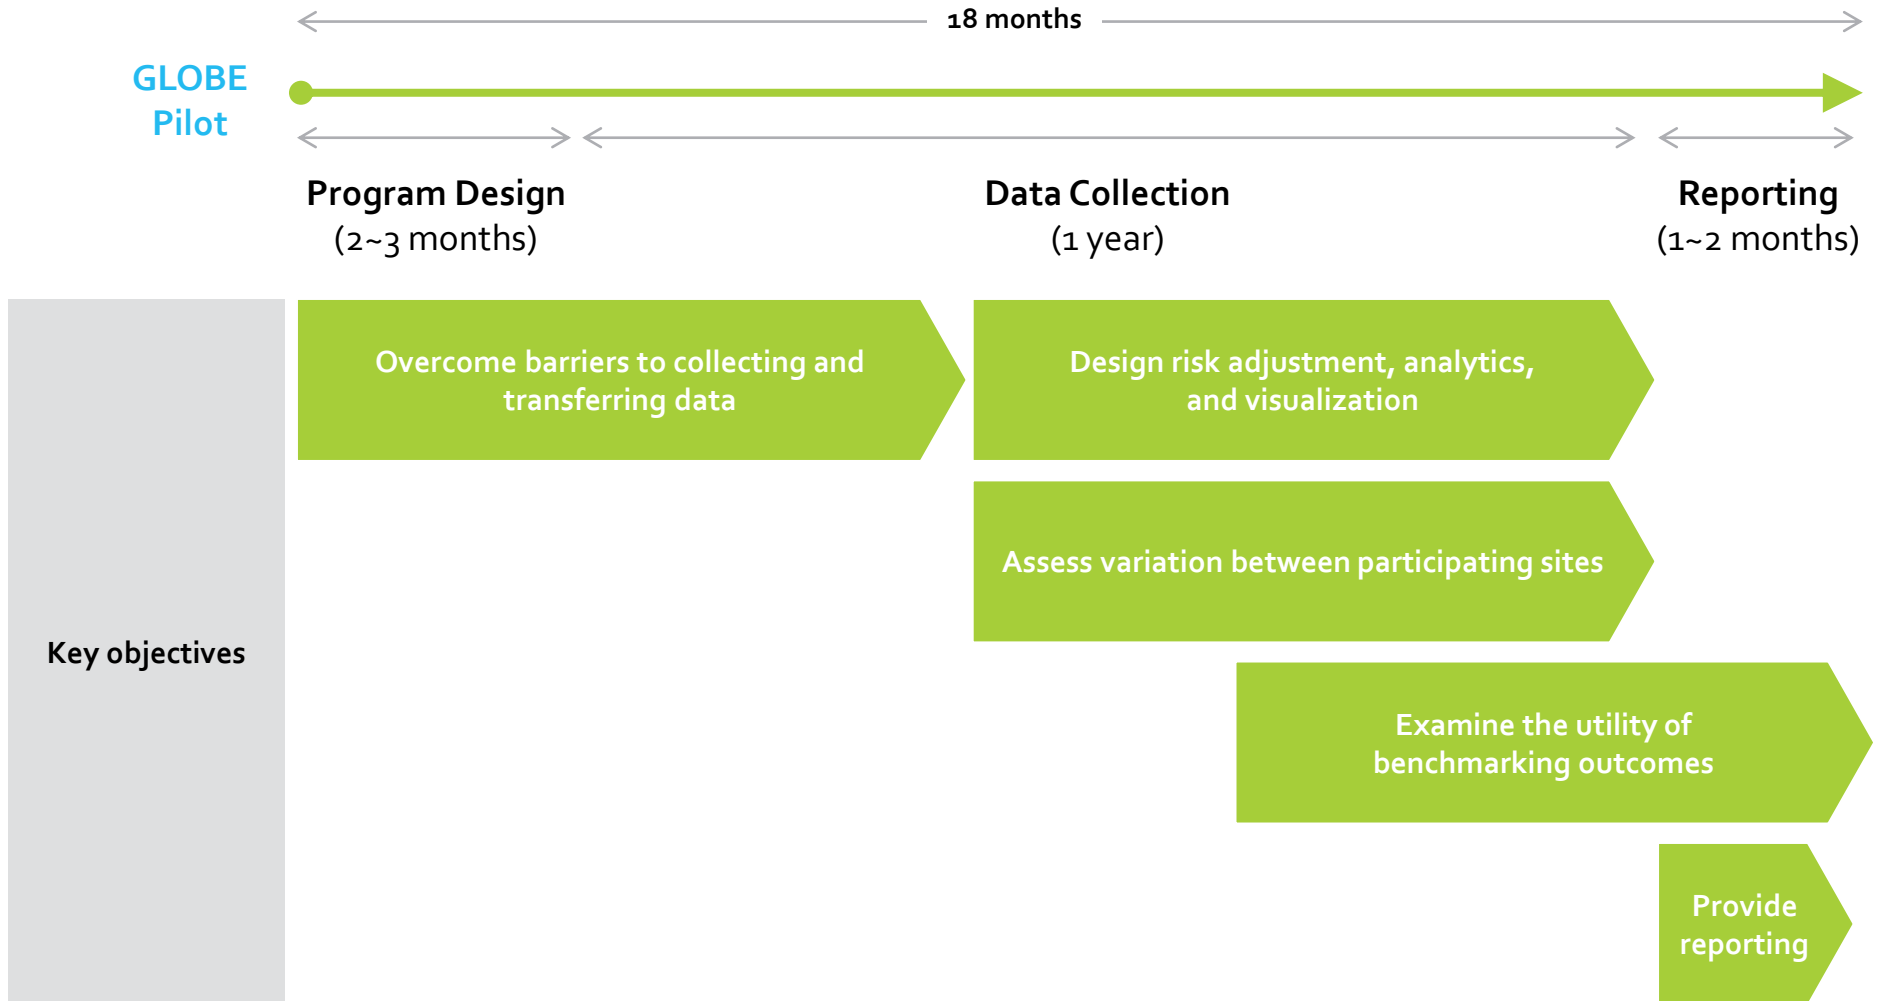 18 months
GLOBE
Pilot
Program Design
(2~3 months)
Data Collection
(1 year)
Reporting
(1~2 months)
Key objectives
Overcome barriers to collecting and
transferring data
Design risk adjustment, analytics,
and visualization
Assess variation between participating sites
Examine the utility of
benchmarking outcomes
Provide
reporting